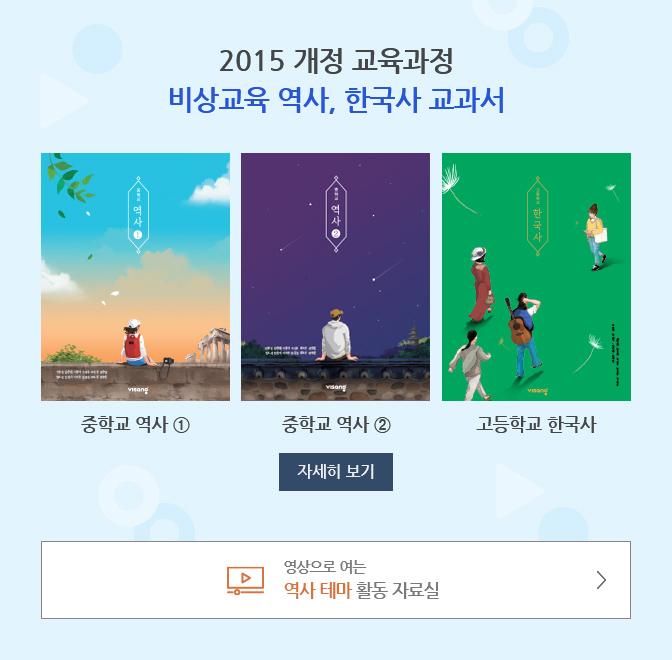 2015 개정 교육과정
비상교육 역사, 한국사 교과서
중학교
역사
1
visang
중학교
역사
2
visang
고등학교
한국사
중학교 역사 ①
중학교 역사 ②
고등학교 한국사
자세히 보기
영상으로 여는
역사 테마 활동 자료실